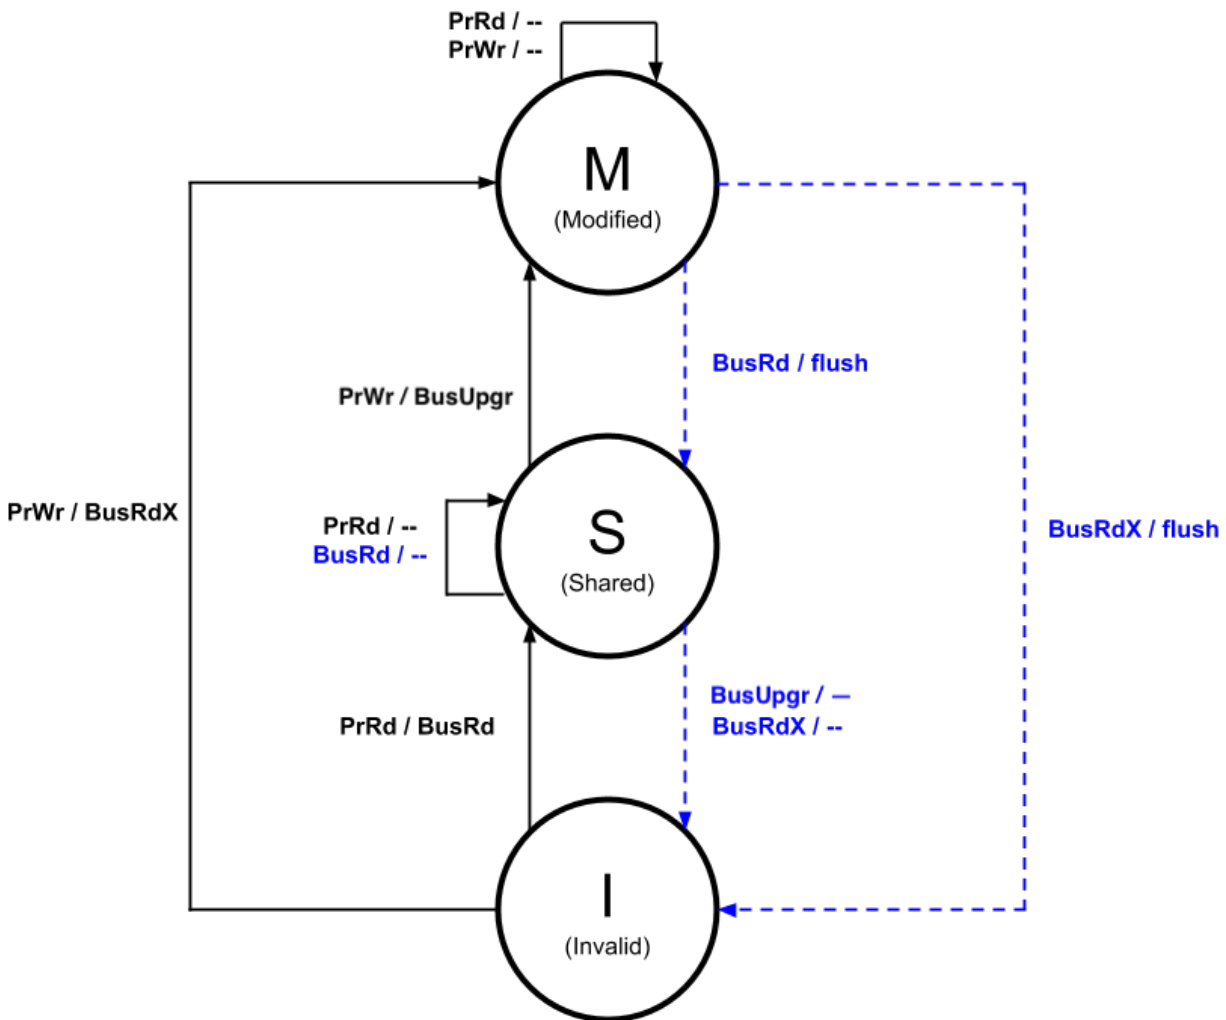 PrRd / --
PrWr / --
M
(Modified)
BusRd / flush
PrWr / BusUpgr
PrWr / BusRdX
PrRd / --
BusRd / --
S
(Shared)
BusRdX / flush
BusUpgr / —
BusRdX / --
PrRd / BusRd
I
(Invalid)